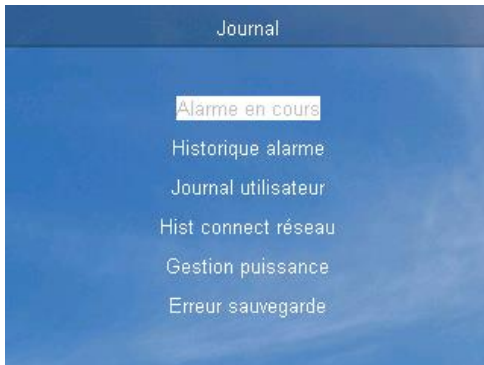 Journal
Alarme en cours
Historique alarme
Journal utilisateur
Hist connect réseau
Gestion puissance
Erreur sauvegarde